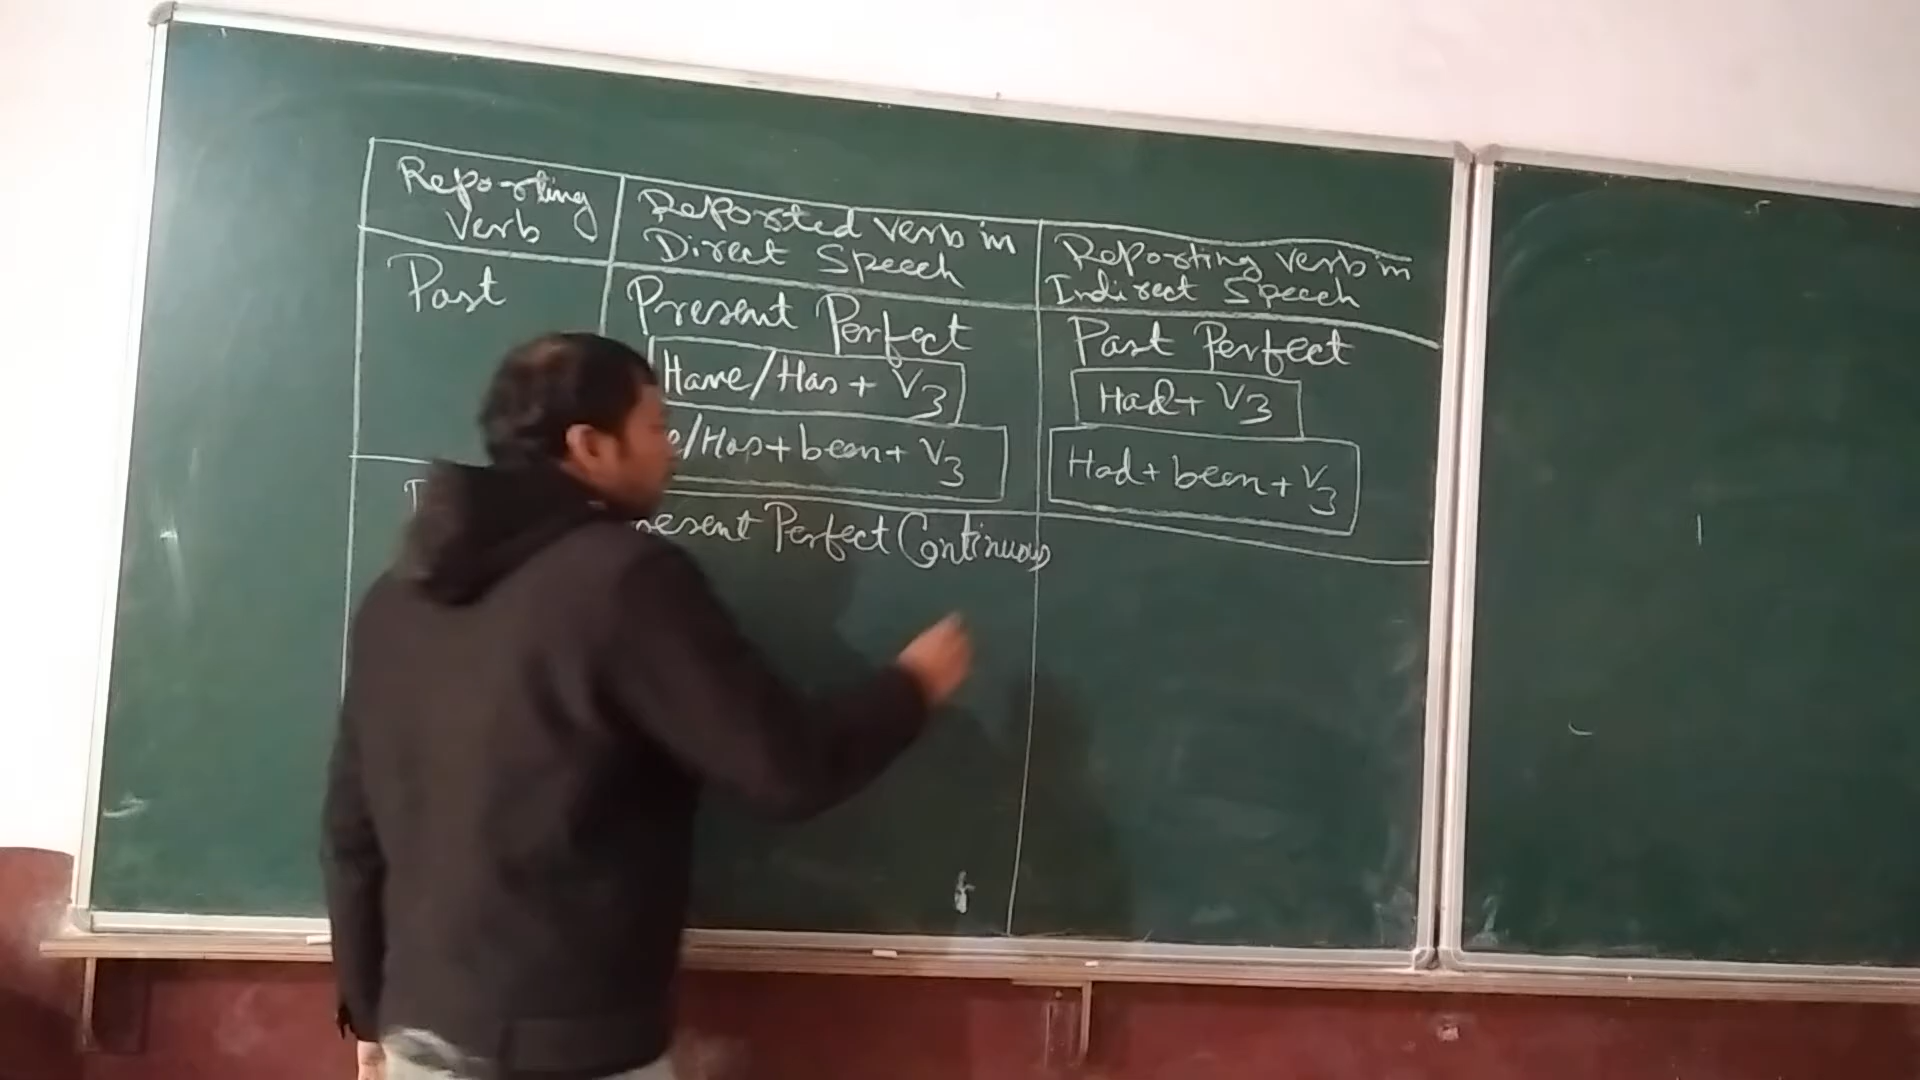 Reporting
Verb
Reported verb in
Direct Speech
Reporting verb in
Indirect Speech
Past
Present Perfect
Have/Has + V3
e/Has + been + V3
Past Perfect
Had + V3
Had + been + V3
resent Perfect Continuous